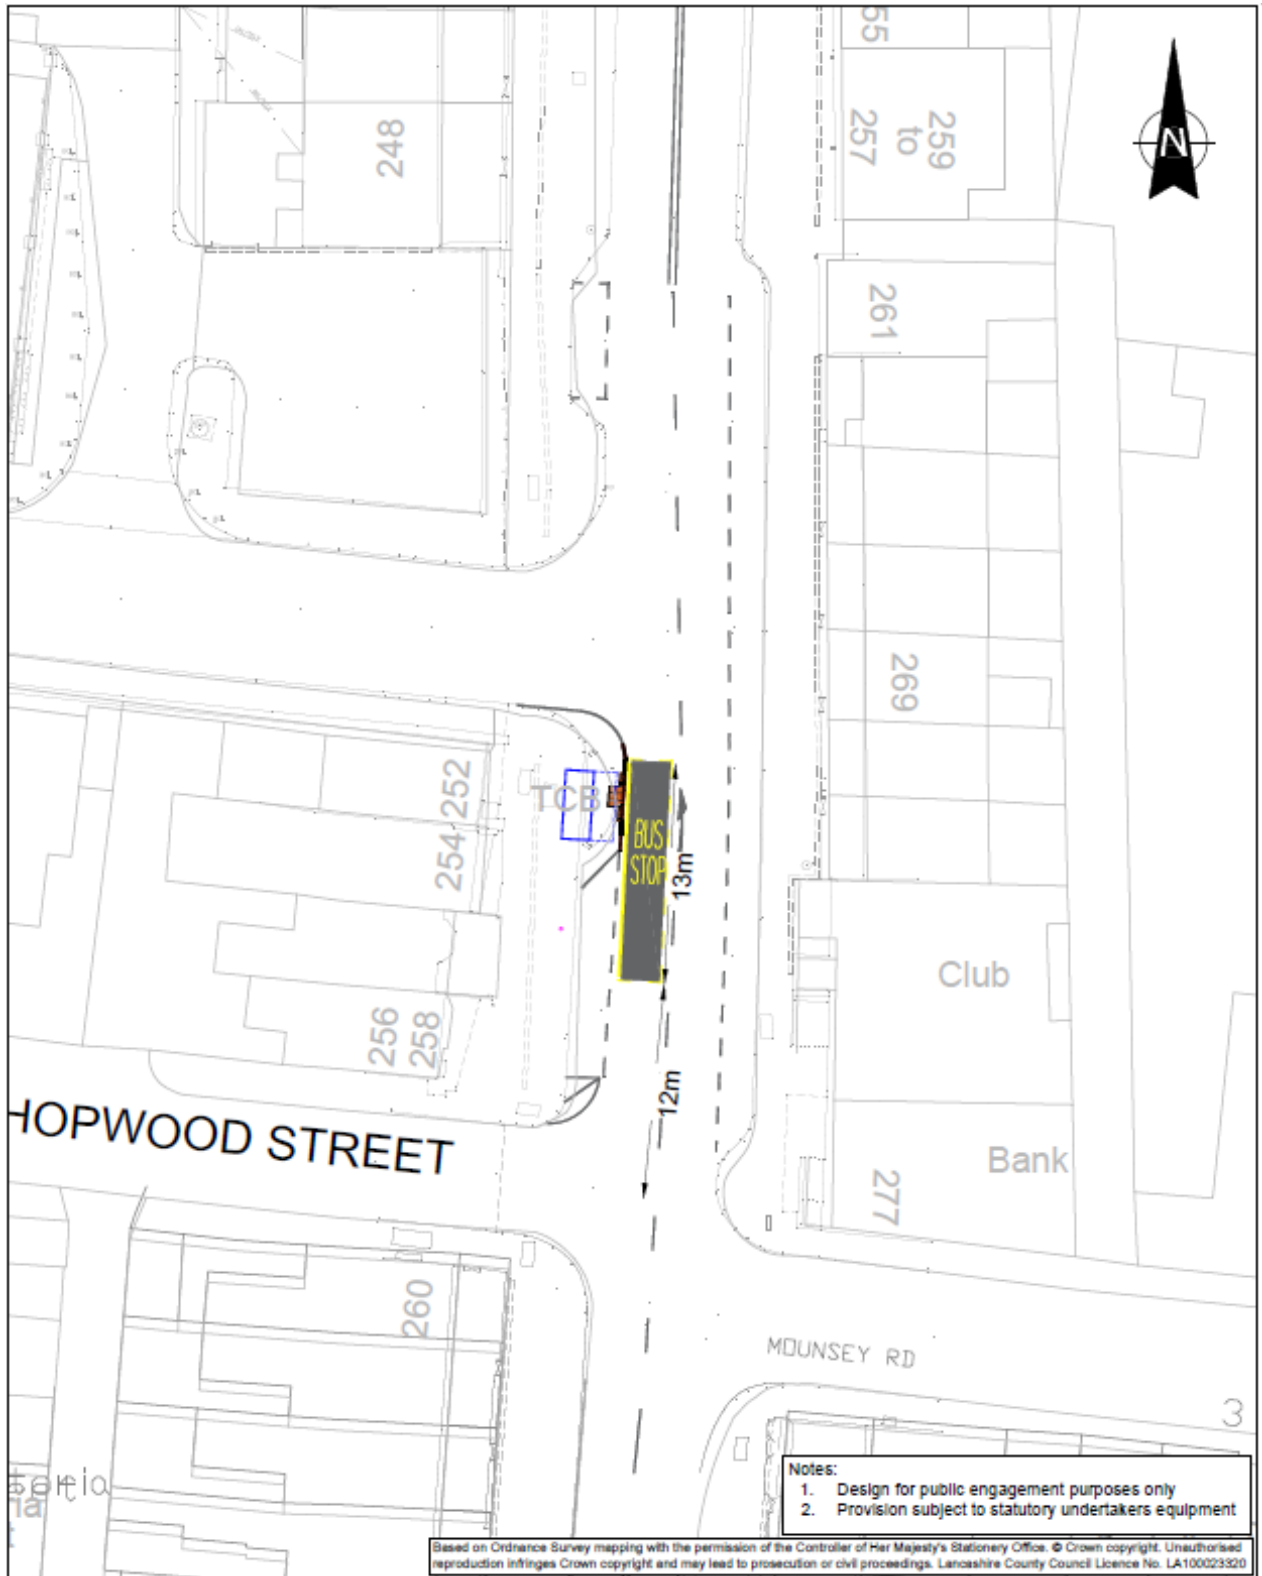 55
248
257
to
259
N
261
269
252
254
TCB
BUS
STOP
13m
Club
256
258
12m
HOPWOOD STREET
Bank
277
260
MOUNSEY RD
3
Notes:
1. Design for public engagement purposes only
2. Provision subject to statutory undertakers equipment
Based on Ordnance Survey mapping with the permission of the Controller of Her Majesty's Stationery Office. © Crown copyright. Unauthorised
reproduction infringes Crown copyright and may lead to prosecution or civil proceedings. Lancashire County Council Licence No. LA100023320